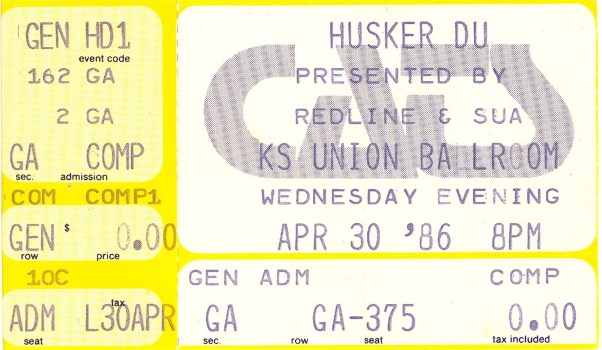 GEN HD1
event code
162 GA
2 GA
GA COMP
sec. admission
COM COMP1
GEN $ 0.00
row price
10C
tax
ADM L30APR
seat
HUSKER DU
PRESENTED BY
REDLINE & SUA
KS UNION BALLROOM
WEDNESDAY EVENING
APR 30 '86 8PM
GEN ADM COMP
GA GA-375 0.00
sec. row seat tax included